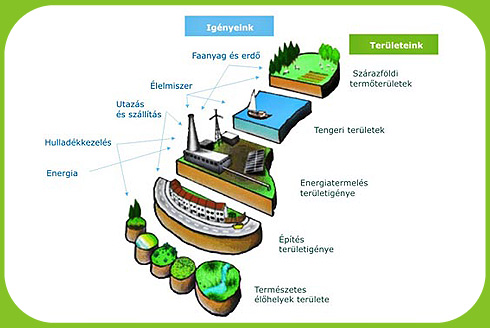 Igényeink
Területeink
Faanyag és erdő
Élelmiszer
Utazás
és szállítás
Hulladékkezelés
Energia
Szárazföldi
termőterületek
Tengeri területek
Energiatermelés
területigénye
Építés
területigénye
Természetes
élőhelyek területe